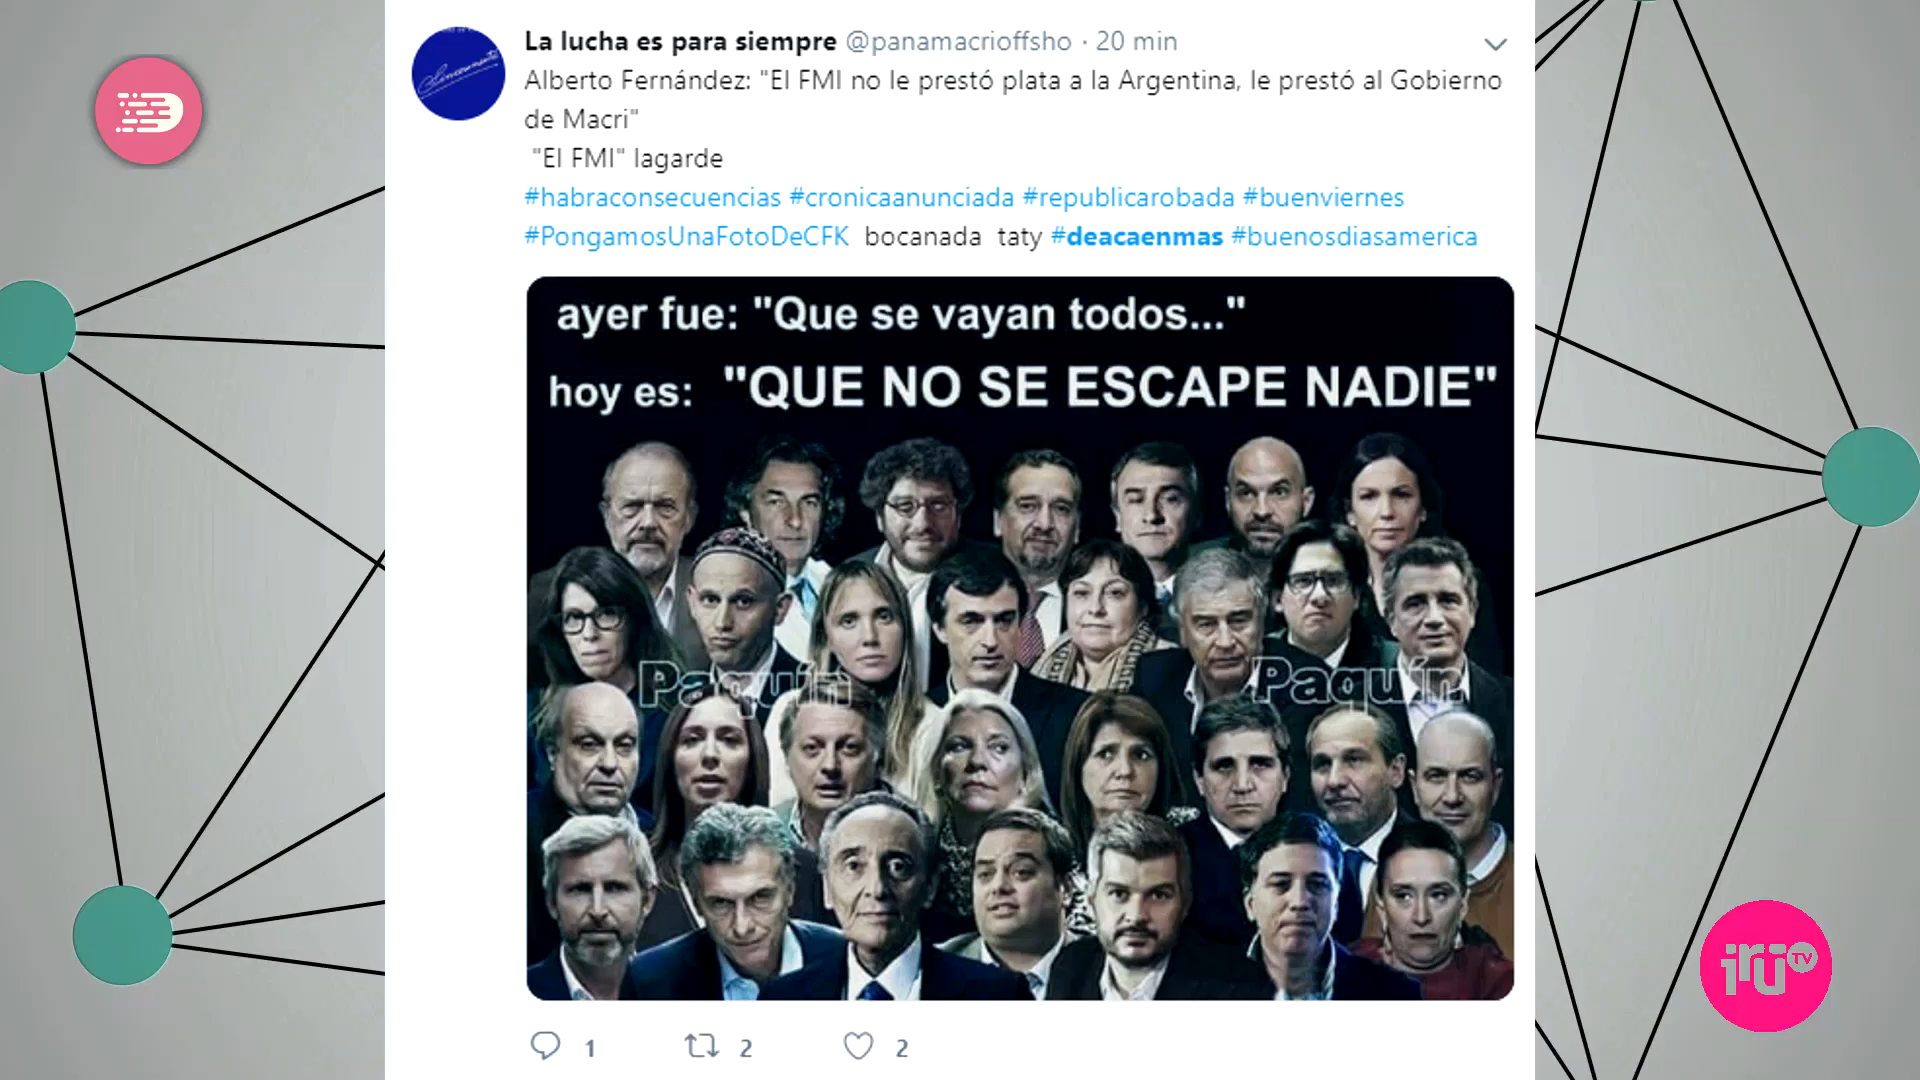 La lucha es para siempre @panamacrioffsho · 20 min
Alberto Fernández: "El FMI no le prestó plata a la Argentina, le prestó al Gobierno
de Macri"
"El FMI" lagarde
#habraconsecuencias #cronicaanunciada #republicarobada #buenviernes
#PongamosUnaFotoDeCFK bocanada taty #deacaenmas #buenosdiasamerica
ayer fue: "Que se vayan todos..."
hoy es: "QUE NO SE ESCAPE NADIE"
Paquín Paquín
1 2 2
irü TV